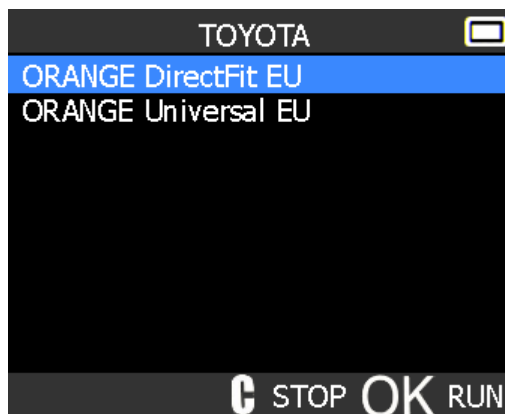 TOYOTA
ORANGE DirectFit EU
ORANGE Universal EU
C STOP OK RUN